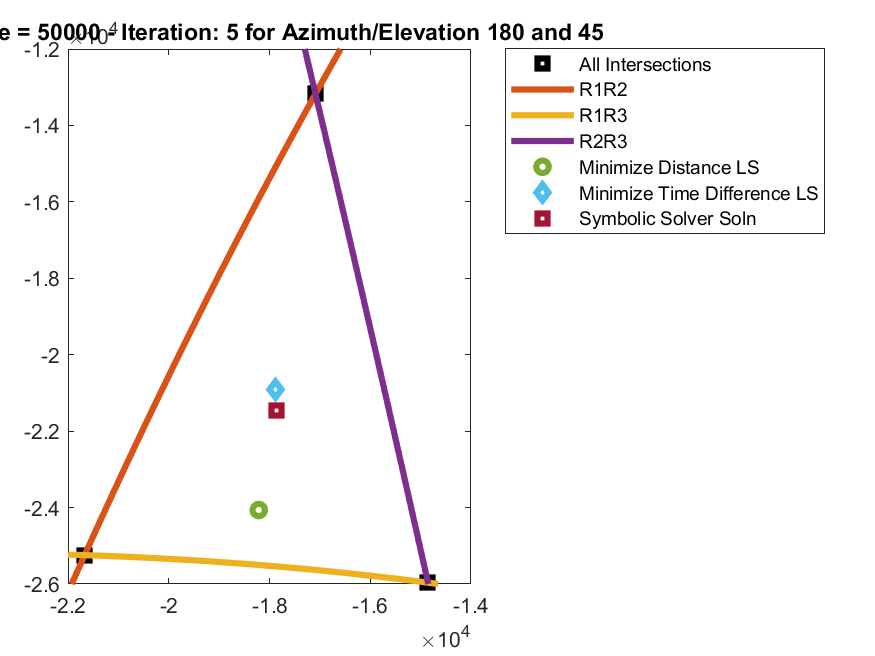 e = 50000 - Iteration: 5 for Azimuth/Elevation 180 and 45
×10⁴
-1.2
-1.4
-1.6
-1.8
-2
-2.2
-2.4
-2.6
-2.2 -2 -1.8 -1.6 -1.4
×10⁴
All Intersections
R1R2
R1R3
R2R3
Minimize Distance LS
Minimize Time Difference LS
Symbolic Solver Soln